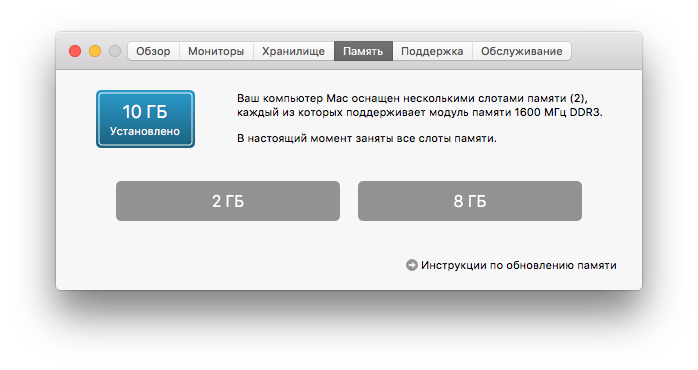 Обзор Мониторы Хранилище Память Поддержка Обслуживание
10 ГБ
Установлено
Ваш компьютер Mac оснащен несколькими слотами памяти (2),
каждый из которых поддерживает модуль памяти 1600 МГц DDR3.
В настоящий момент заняты все слоты памяти.
2 ГБ 8 ГБ
Инструкции по обновлению памяти